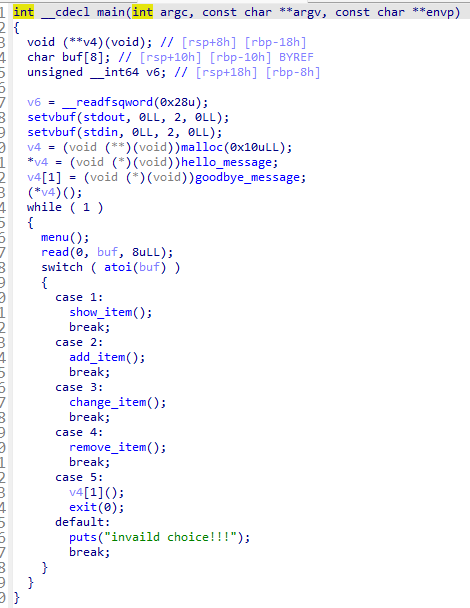 int __cdecl main(int argc, const char **argv, const char **envp)
{
  void (**v4)(void); // [rsp+8h] [rbp-18h]
  char buf[8]; // [rsp+10h] [rbp-10h] BYREF
  unsigned __int64 v6; // [rsp+18h] [rbp-8h]

  v6 = __readfsqword(0x28u);
  setvbuf(stdout, 0LL, 2, 0LL);
  setvbuf(stdin, 0LL, 2, 0LL);
  v4 = (void (**)(void))malloc(0x10uLL);
  *v4 = (void (*)(void))hello_message;
  v4[1] = (void (*)(void))goodbye_message;
  (*v4)();
  while ( 1 )
  {
    menu();
    read(0, buf, 8uLL);
    switch ( atoi(buf) )
    {
      case 1:
        show_item();
        break;
      case 2:
        add_item();
        break;
      case 3:
        change_item();
        break;
      case 4:
        remove_item();
        break;
      case 5:
        v4[1]();
        exit(0);
      default:
        puts("invaild choice!!!");
        break;
    }
  }
}